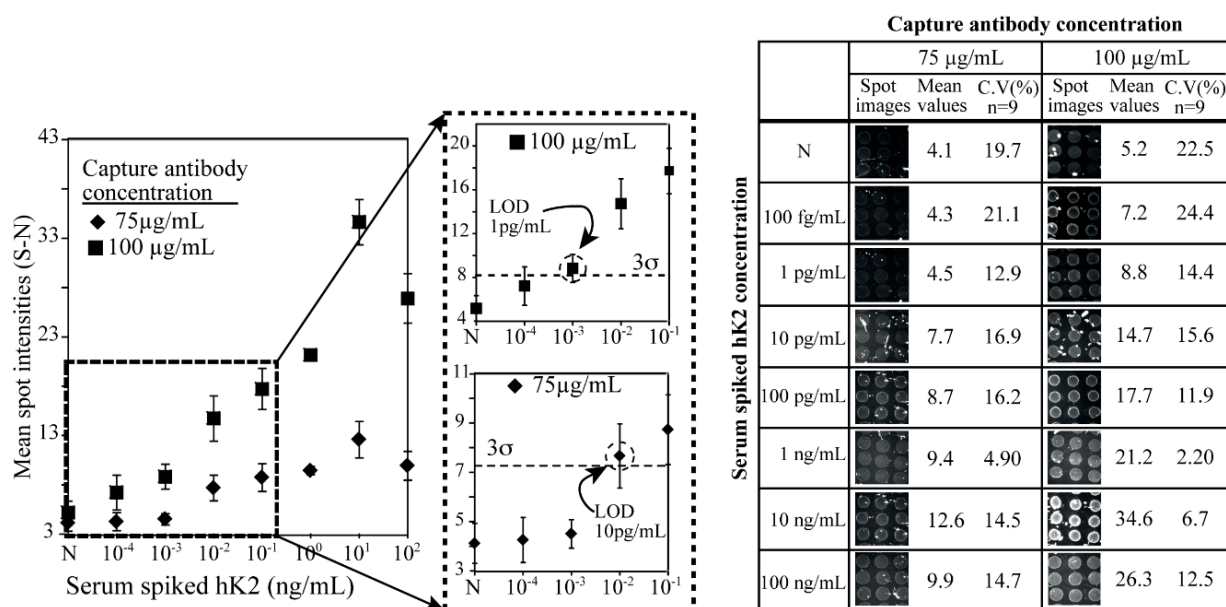 43
33
23
13
3
Mean spot intensities (S-N)
Capture antibody
concentration
75µg/mL
100 µg/mL
N 10⁻⁴ 10⁻³ 10⁻² 10⁻¹ 10⁰ 10¹ 10²
Serum spiked hK2 (ng/mL)
20
16
12
8
4
100 µg/mL
LOD
1pg/mL
3σ
N 10⁻⁴ 10⁻³ 10⁻² 10⁻¹
11
9
7
5
3
75µg/mL
3σ
LOD
10pg/mL
N 10⁻⁴ 10⁻³ 10⁻² 10⁻¹
Capture antibody concentration
75 µg/mL 100 µg/mL
Spot Mean C.V(%) Spot Mean C.V(%)
images values n=9 images values n=9
Serum spiked hK2 concentration
N 4.1 19.7 5.2 22.5
100 fg/mL 4.3 21.1 7.2 24.4
1 pg/mL 4.5 12.9 8.8 14.4
10 pg/mL 7.7 16.9 14.7 15.6
100 pg/mL 8.7 16.2 17.7 11.9
1 ng/mL 9.4 4.90 21.2 2.20
10 ng/mL 12.6 14.5 34.6 6.7
100 ng/mL 9.9 14.7 26.3 12.5